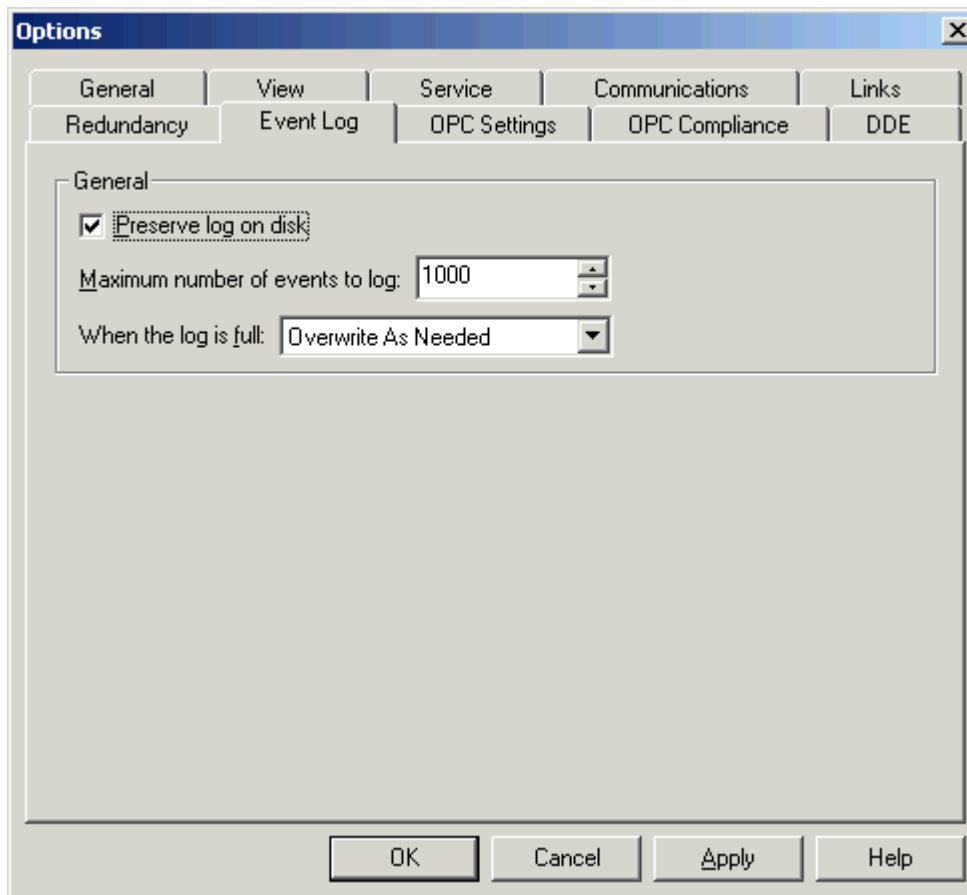 Options
General View Service Communications Links
Redundancy Event Log OPC Settings OPC Compliance DDE
General
Preserve log on disk
Maximum number of events to log: 1000
When the log is full: Overwrite As Needed
OK Cancel Apply Help